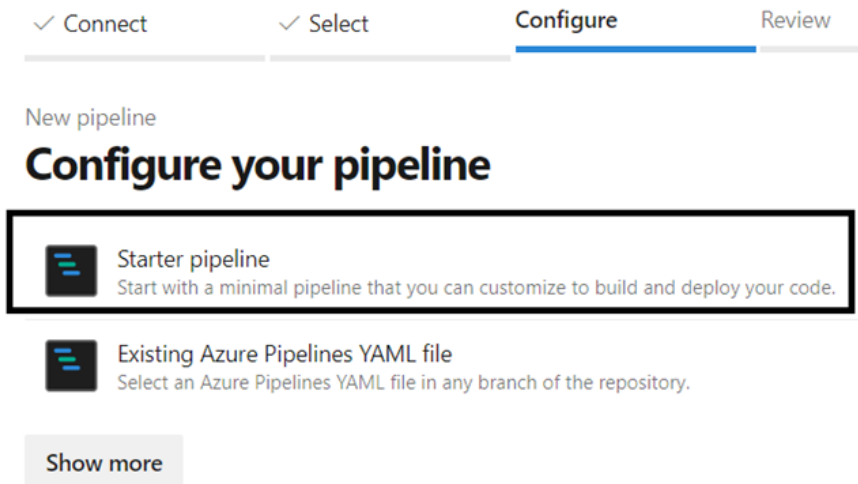 Connect
Select
Configure
Review
New pipeline
Configure your pipeline
Starter pipeline
Start with a minimal pipeline that you can customize to build and deploy your code.
Existing Azure Pipelines YAML file
Select an Azure Pipelines YAML file in any branch of the repository.
Show more